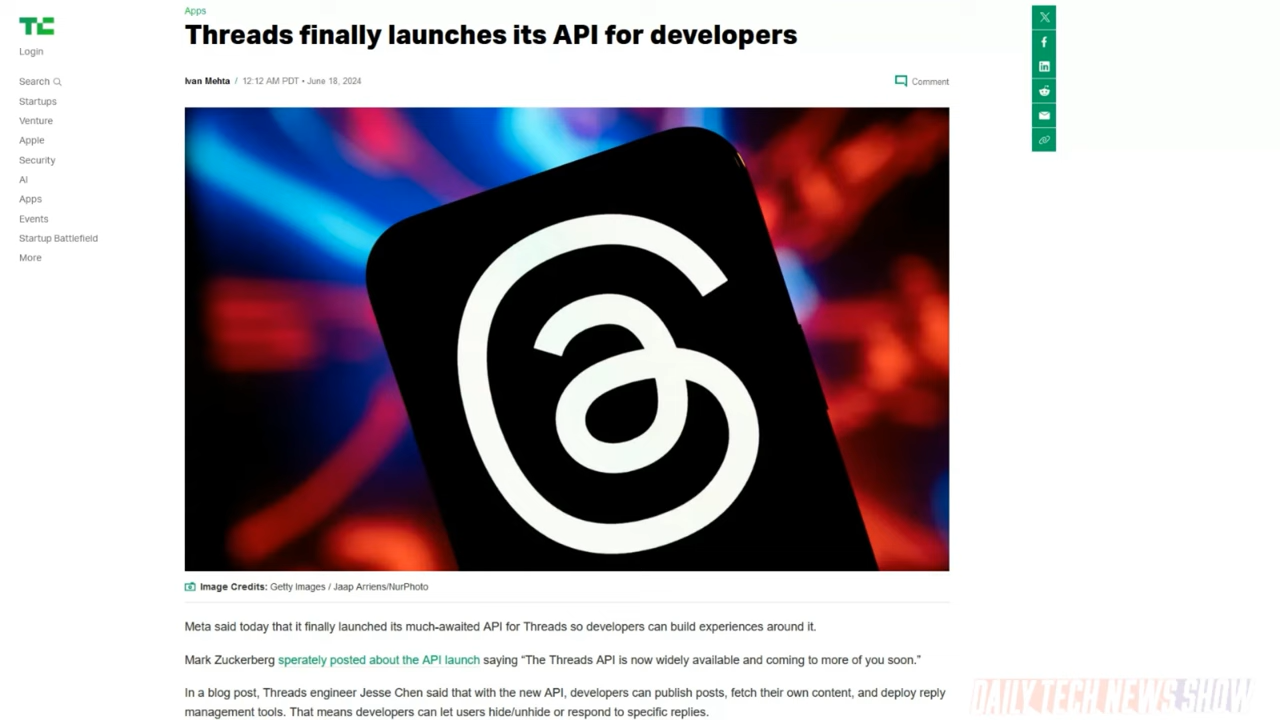 TC
Login
Search
Startups
Venture
Apple
Security
AI
Apps
Events
Startup Battlefield
More
Apps
Threads finally launches its API for developers
Ivan Mehta / 12:12 AM PDT • June 18, 2024
Comment
Image Credits: Getty Images / Jaap Arriens/NurPhoto
Meta said today that it finally launched its much-awaited API for Threads so developers can build experiences around it.
Mark Zuckerberg sperately posted about the API launch saying “The Threads API is now widely available and coming to more of you soon.”
In a blog post, Threads engineer Jesse Chen said that with the new API, developers can publish posts, fetch their own content, and deploy reply
management tools. That means developers can let users hide/unhide or respond to specific replies.
DAILY TECH NEWS SHOW